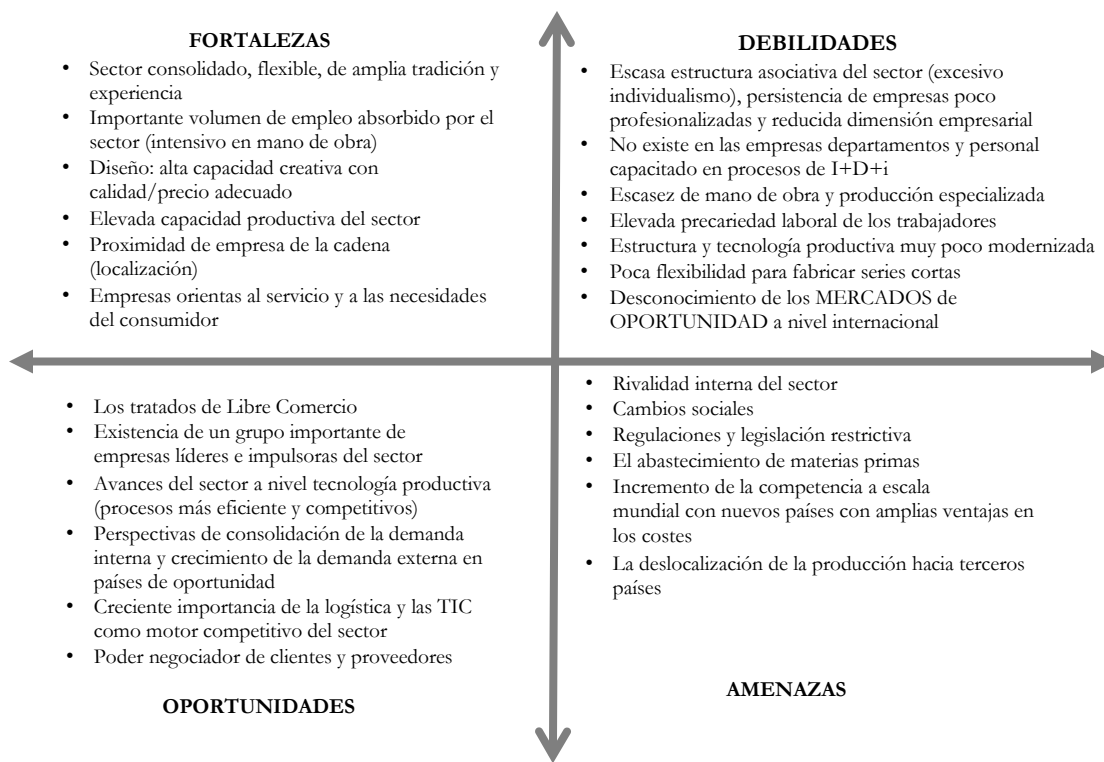 FORTALEZAS
• Sector consolidado, flexible, de amplia tradición y
experiencia
• Importante volumen de empleo absorbido por el
sector (intensivo en mano de obra)
• Diseño: alta capacidad creativa con
calidad/precio adecuado
• Elevada capacidad productiva del sector
• Proximidad de empresa de la cadena
(localización)
• Empresas orientas al servicio y a las necesidades
del consumidor
DEBILIDADES
• Escasa estructura asociativa del sector (excesivo
individualismo), persistencia de empresas poco
profesionalizadas y reducida dimensión empresarial
• No existe en las empresas departamentos y personal
capacitado en procesos de I+D+i
• Escasez de mano de obra y producción especializada
• Elevada precariedad laboral de los trabajadores
• Estructura y tecnología productiva muy poco modernizada
• Poca flexibilidad para fabricar series cortas
• Desconocimiento de los MERCADOS de
OPORTUNIDAD a nivel internacional
• Los tratados de Libre Comercio
• Existencia de un grupo importante de
empresas líderes e impulsoras del sector
• Avances del sector a nivel tecnología productiva
(procesos más eficiente y competitivos)
• Perspectivas de consolidación de la demanda
interna y crecimiento de la demanda externa en
países de oportunidad
• Creciente importancia de la logística y las TIC
como motor competitivo del sector
• Poder negociador de clientes y proveedores
OPORTUNIDADES
• Rivalidad interna del sector
• Cambios sociales
• Regulaciones y legislación restrictiva
• El abastecimiento de materias primas
• Incremento de la competencia a escala
mundial con nuevos países con amplias ventajas en
los costes
• La deslocalización de la producción hacia terceros
países
AMENAZAS